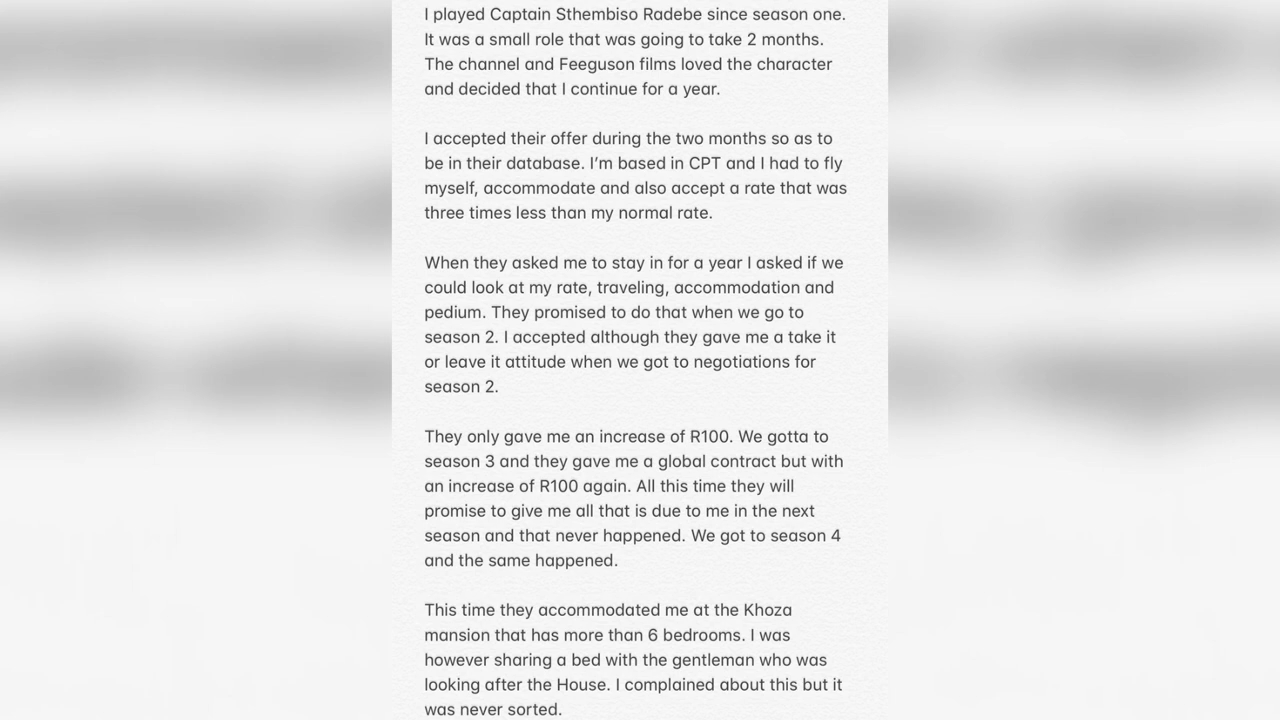 I played Captain Sthembiso Radebe since season one.
It was a small role that was going to take 2 months.
The channel and Feeguson films loved the character
and decided that I continue for a year.
I accepted their offer during the two months so as to
be in their database. I’m based in CPT and I had to fly
myself, accommodate and also accept a rate that was
three times less than my normal rate.
When they asked me to stay in for a year I asked if we
could look at my rate, traveling, accommodation and
pedium. They promised to do that when we go to
season 2. I accepted although they gave me a take it
or leave it attitude when we got to negotiations for
season 2.
They only gave me an increase of R100. We gotta to
season 3 and they gave me a global contract but with
an increase of R100 again. All this time they will
promise to give me all that is due to me in the next
season and that never happened. We got to season 4
and the same happened.
This time they accommodated me at the Khoza
mansion that has more than 6 bedrooms. I was
however sharing a bed with the gentleman who was
looking after the House. I complained about this but it
was never sorted.